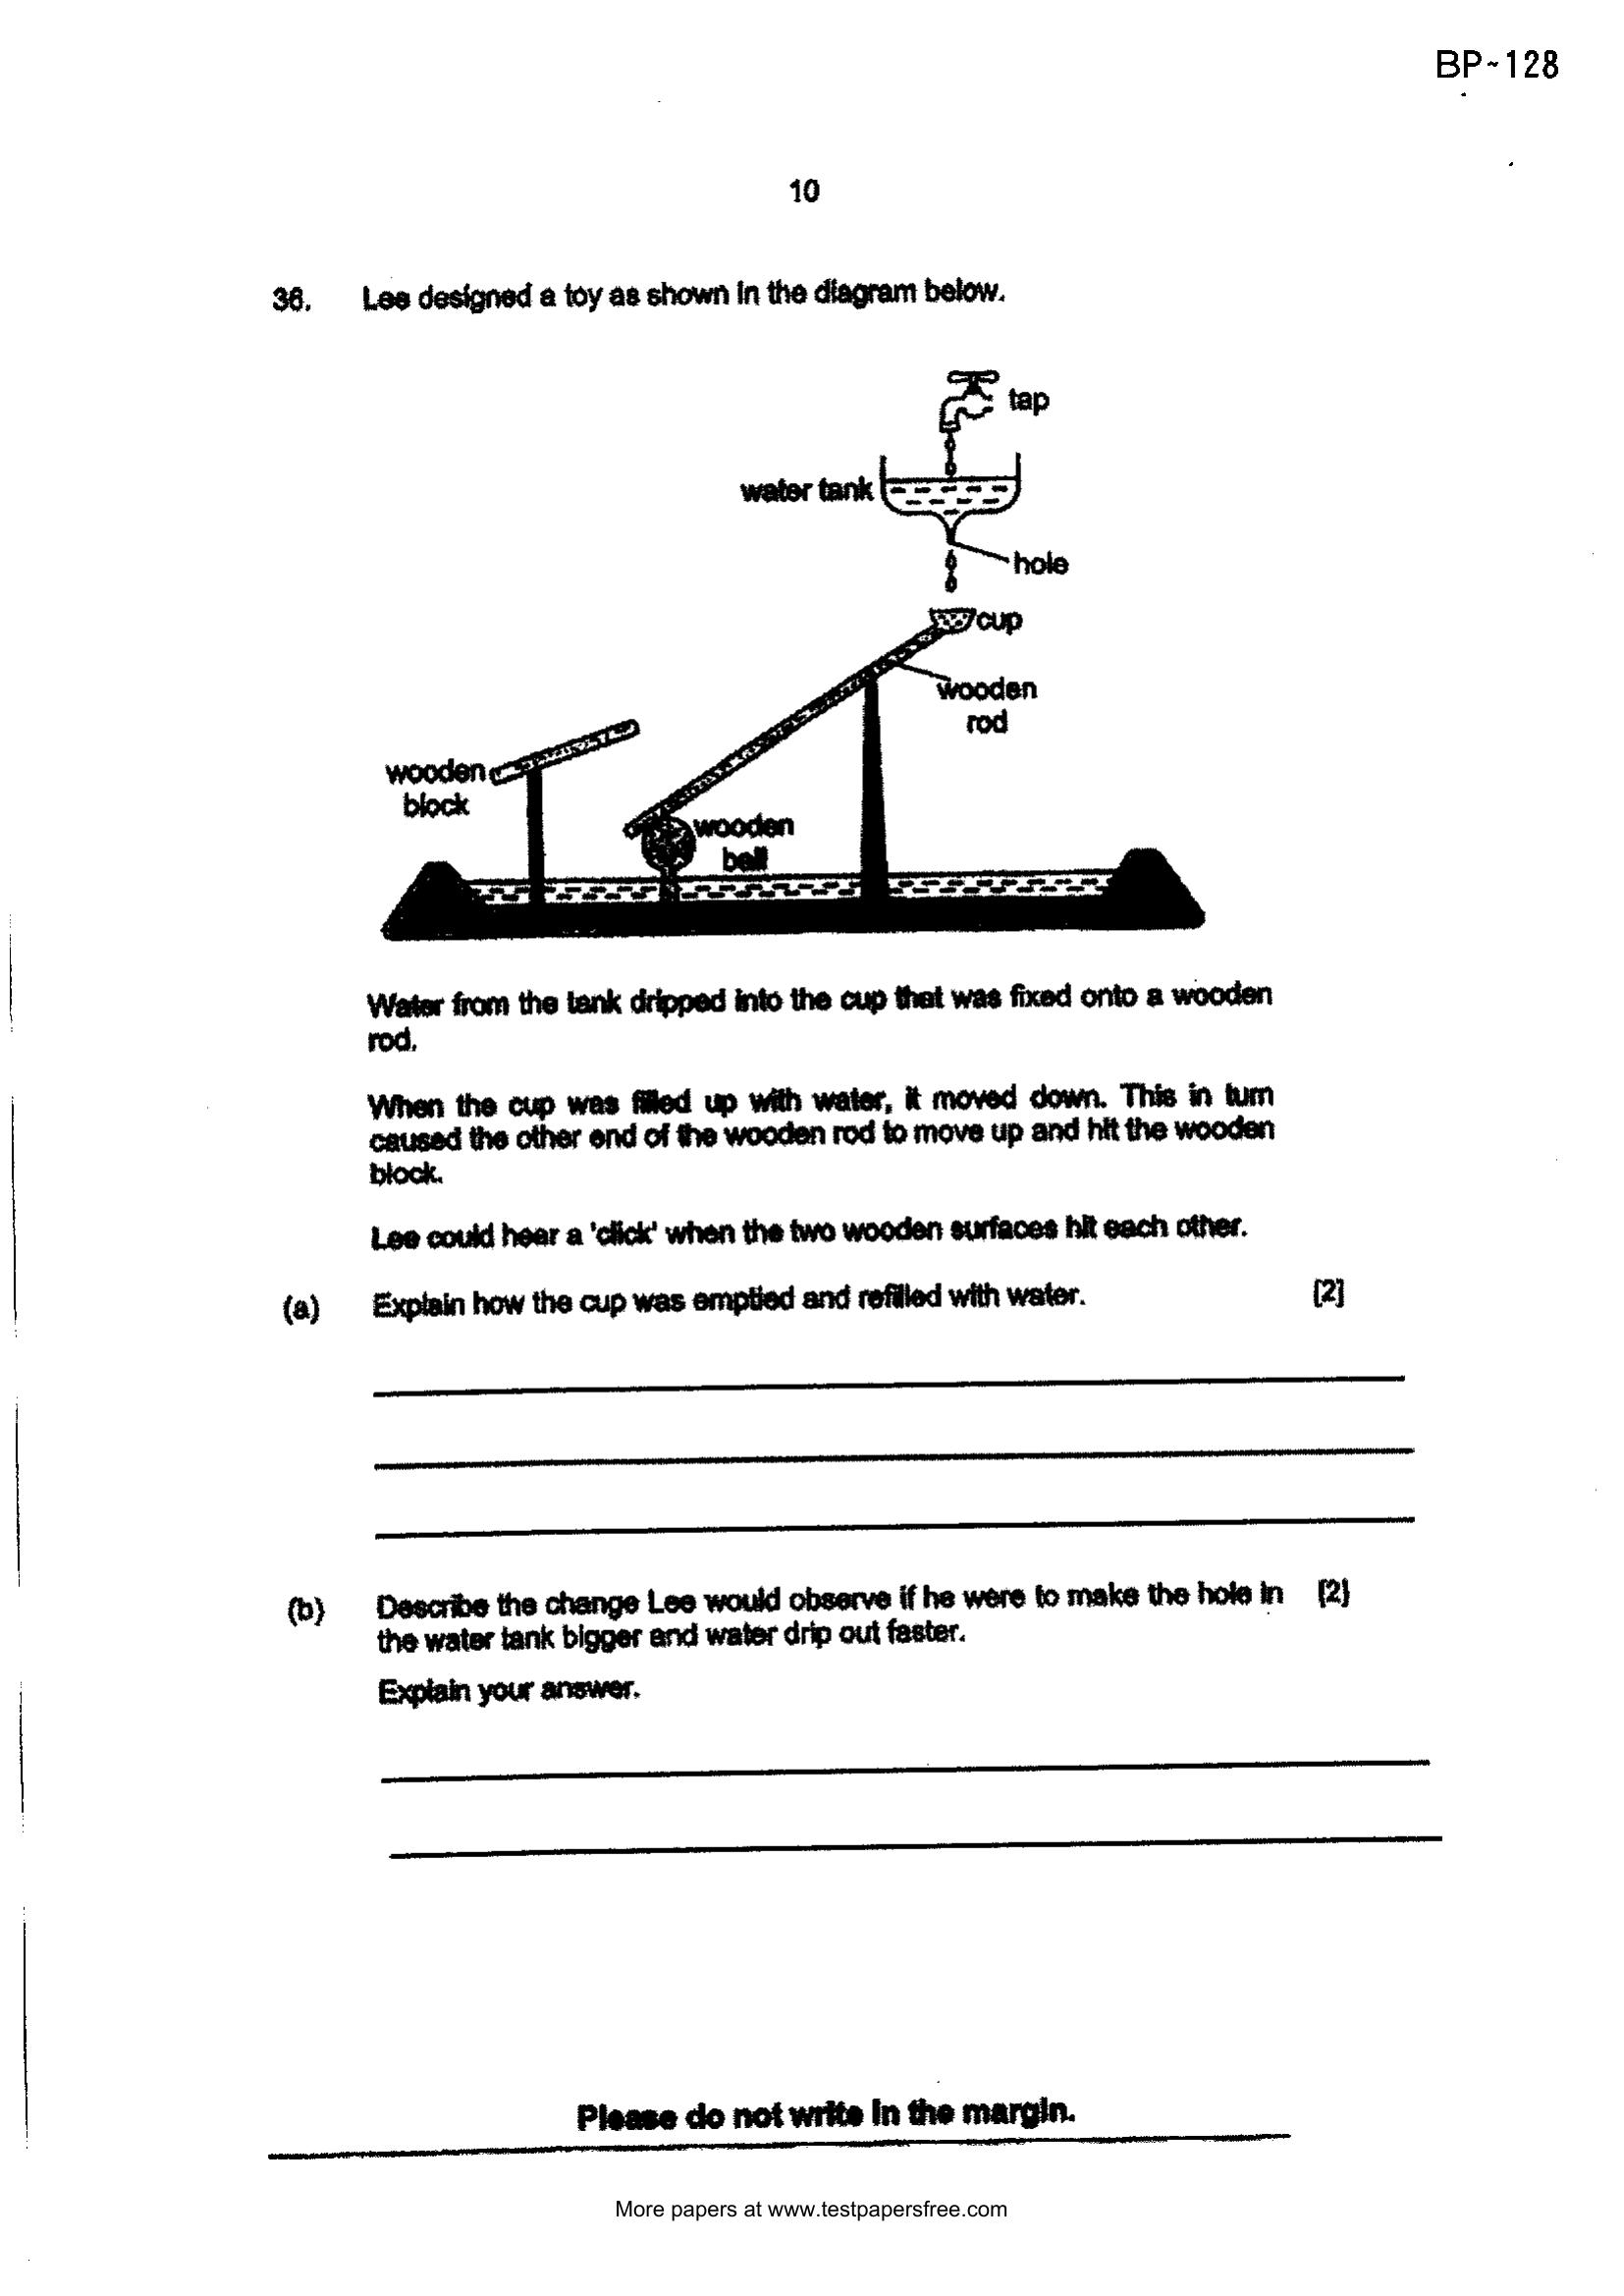 BP-128
10
36. Lee designed a toy as shown in the diagram below.
tap
water tank
hole
cup
wooden
rod
wooden
block
wooden
ball
Water from the tank dripped into the cup that was fixed onto a wooden
rod.
When the cup was filled up with water, it moved down. This in turn
caused the other end of the wooden rod to move up and hit the wooden
block.
Lee could hear a 'click' when the two wooden surfaces hit each other.
(a) Explain how the cup was emptied and refilled with water. [2]
(b) Describe the change Lee would observe if he were to make the hole in [2]
the water tank bigger and water drip out faster.
Explain your answer.
Please do not write in the margin.
More papers at www.testpapersfree.com